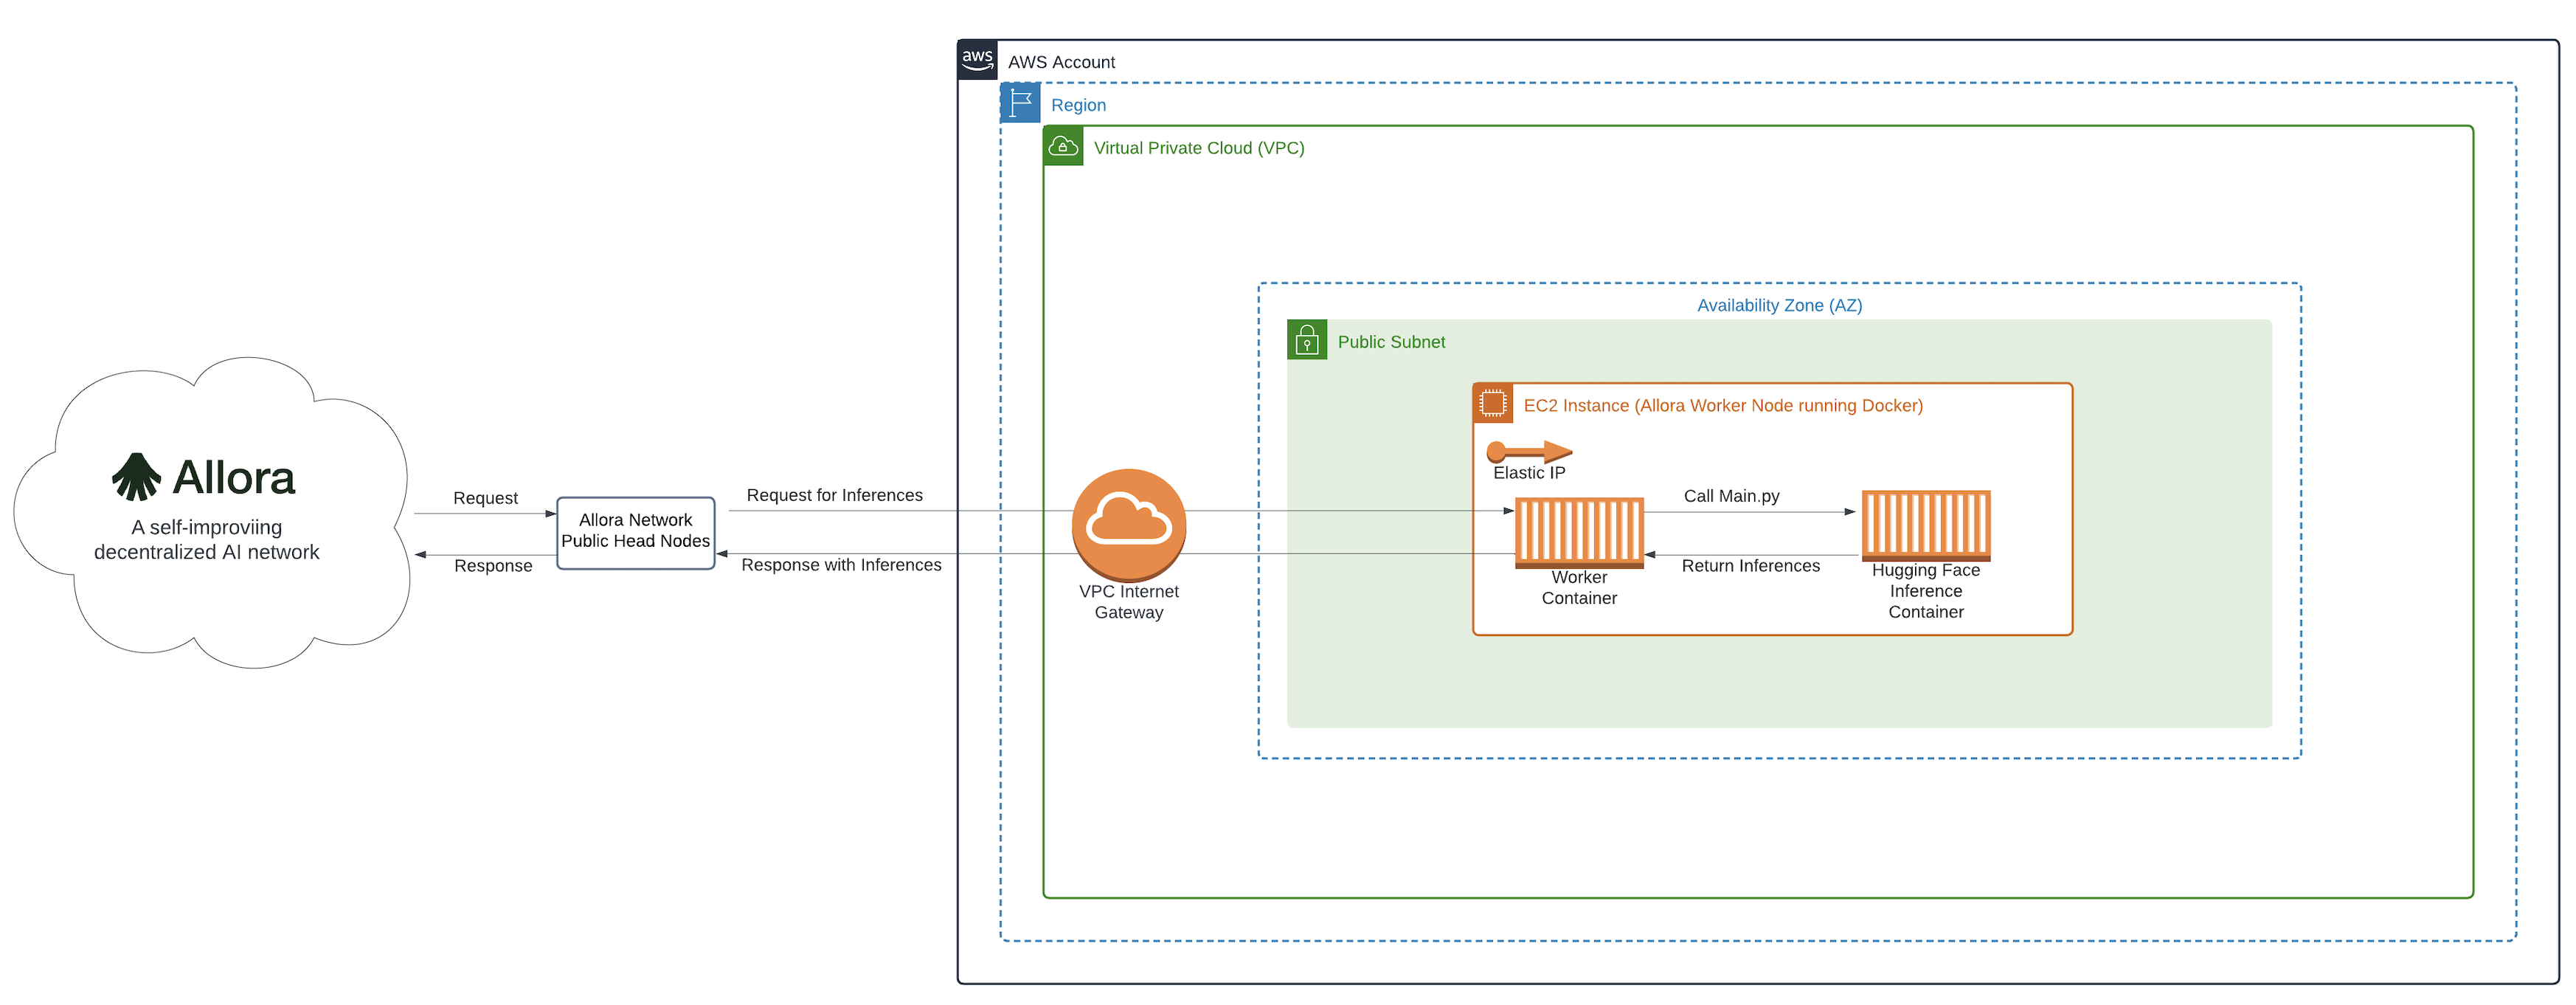 aws
AWS Account
Region
Virtual Private Cloud (VPC)
Availability Zone (AZ)
Public Subnet
EC2 Instance (Allora Worker Node running Docker)
Elastic IP
Allora
A self-improviing
decentralized AI network
Request
Response
Allora Network
Public Head Nodes
Request for Inferences
Response with Inferences
VPC Internet
Gateway
Worker
Container
Call Main.py
Return Inferences
Hugging Face
Inference
Container